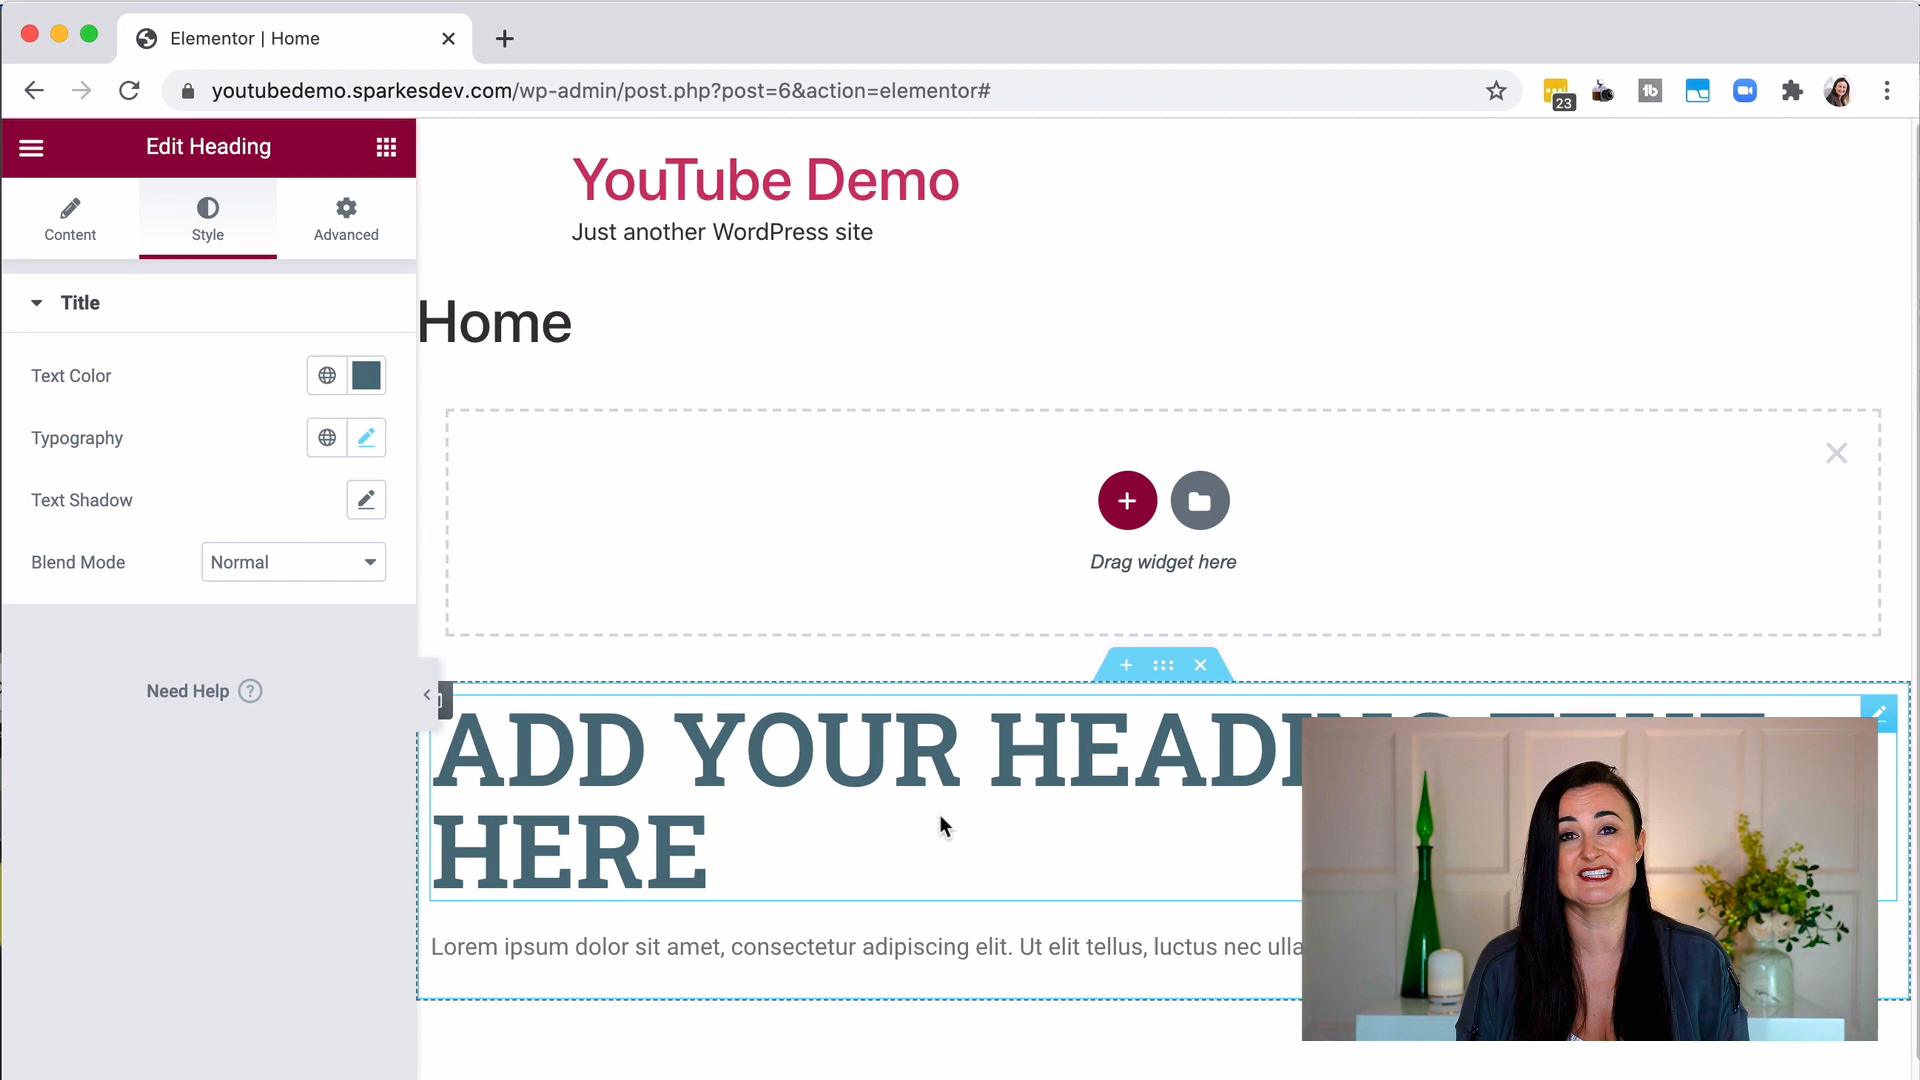 Elementor | Home
youtubedemo.sparkesdev.com/wp-admin/post.php?post=6&action=elementor#
23
Edit Heading
Content
Style
Advanced
Title
Text Color
Typography
Text Shadow
Blend Mode
Normal
Need Help
YouTube Demo
Just another WordPress site
Home
Drag widget here
ADD YOUR
HERE
Lorem ipsum dolor sit amet, consectetur adipiscing elit. Ut elit tellus, luctus nec